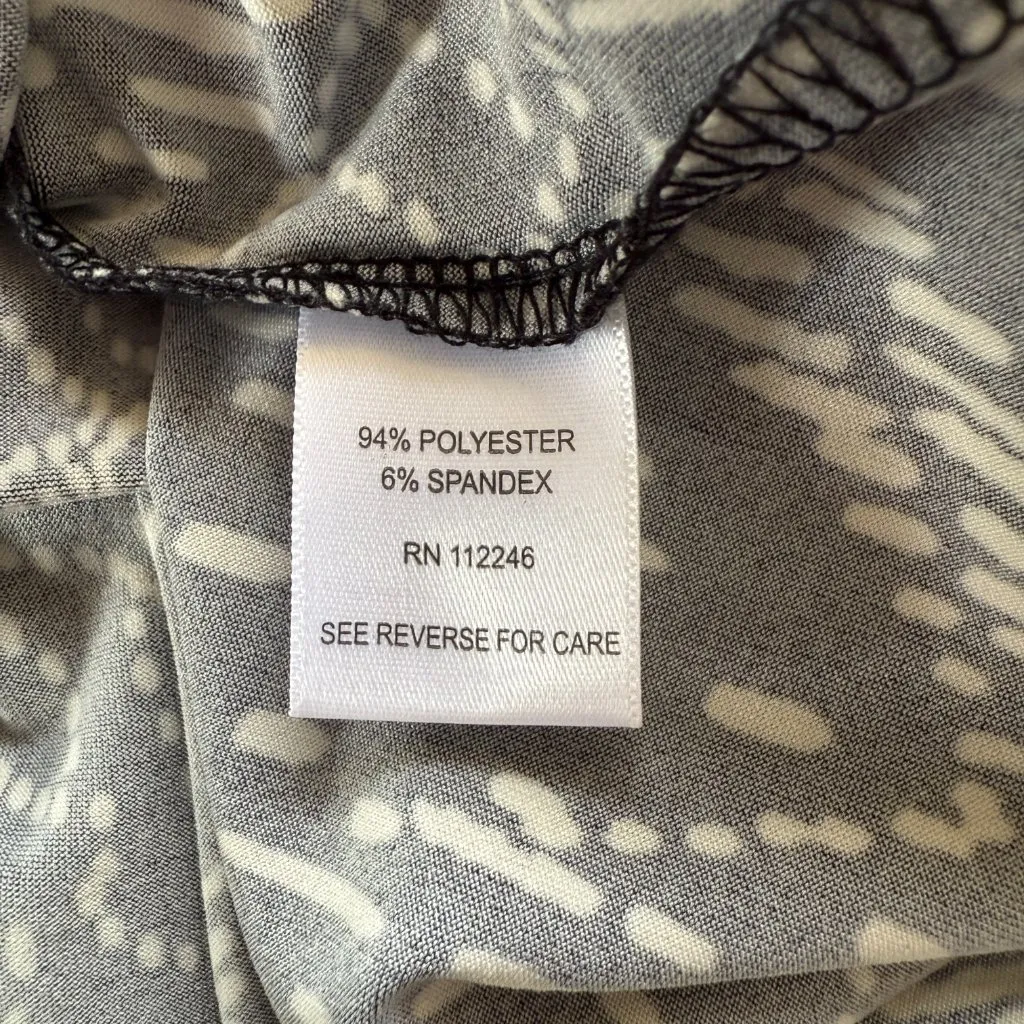 94% POLYESTER
6% SPANDEX
RN 112246
SEE REVERSE FOR CARE